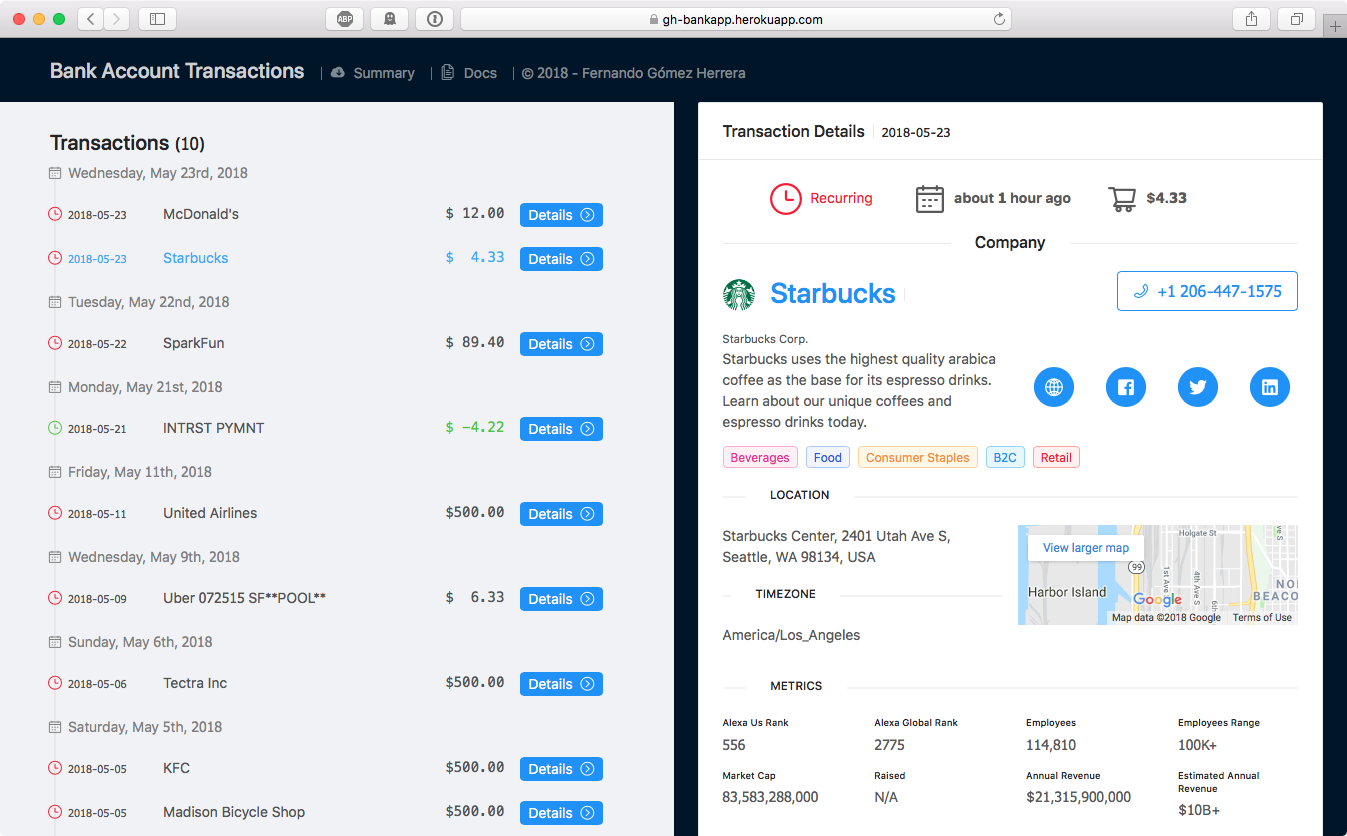 ABP
gh-bankapp.herokuapp.com
Bank Account Transactions
Summary
Docs
© 2018 - Fernando Gómez Herrera
Transactions (10)
Wednesday, May 23rd, 2018
2018-05-23 McDonald's $ 12.00 Details
2018-05-23 Starbucks $ 4.33 Details
Tuesday, May 22nd, 2018
2018-05-22 SparkFun $ 89.40 Details
Monday, May 21st, 2018
2018-05-21 INTRST PYMNT $ −4.22 Details
Friday, May 11th, 2018
2018-05-11 United Airlines $500.00 Details
Wednesday, May 9th, 2018
2018-05-09 Uber 072515 SF**POOL** $ 6.33 Details
Sunday, May 6th, 2018
2018-05-06 Tectra Inc $500.00 Details
Saturday, May 5th, 2018
2018-05-05 KFC $500.00 Details
2018-05-05 Madison Bicycle Shop $500.00 Details
Transaction Details 2018-05-23
Recurring
about 1 hour ago
$4.33
Company
Starbucks
+1 206-447-1575
Starbucks Corp.
Starbucks uses the highest quality arabica
coffee as the base for its espresso drinks.
Learn about our unique coffees and
espresso drinks today.
Beverages Food Consumer Staples B2C Retail
LOCATION
Starbucks Center, 2401 Utah Ave S,
Seattle, WA 98134, USA
View larger map
Holgate St
99
Harbor Island
1st Ave S
4th Ave S
6th
ve S
NO
BEACO
Google
Map data ©2018 Google
Terms of Use
TIMEZONE
America/Los_Angeles
METRICS
Alexa Us Rank Alexa Global Rank Employees Employees Range
556 2775 114,810 100K+
Market Cap Raised Annual Revenue Estimated Annual
Revenue
83,583,288,000 N/A $21,315,900,000 $10B+